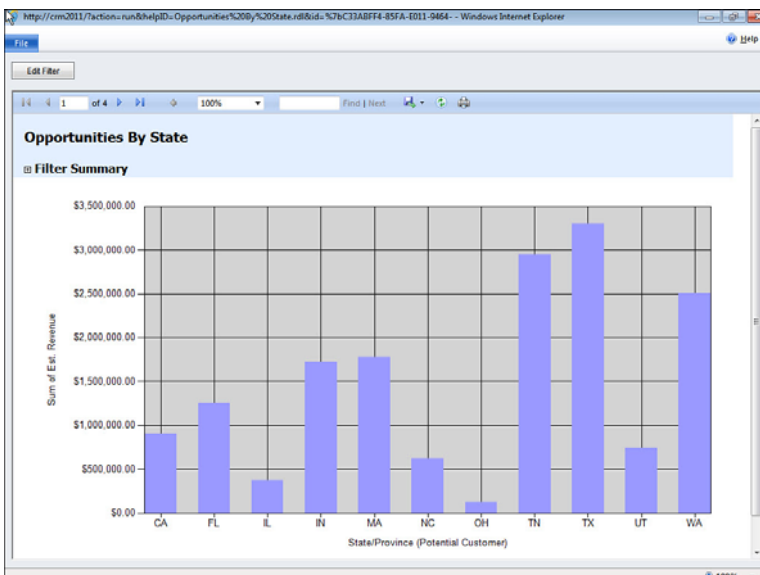 http://crm2011/?action=run&helpID=Opportunities%20By%20State.rdl&id=%7bC33ABFF4-85FA-E011-9464- - Windows Internet Explorer
File
Help
Edit Filter
1 of 4 100% Find | Next
Opportunities By State
Filter Summary
$3,500,000.00
$3,000,000.00
$2,500,000.00
$2,000,000.00
$1,500,000.00
$1,000,000.00
$500,000.00
$0.00
Sum of Est. Revenue
CA FL IL IN MA NC OH TN TX UT WA
State/Province (Potential Customer)
100%